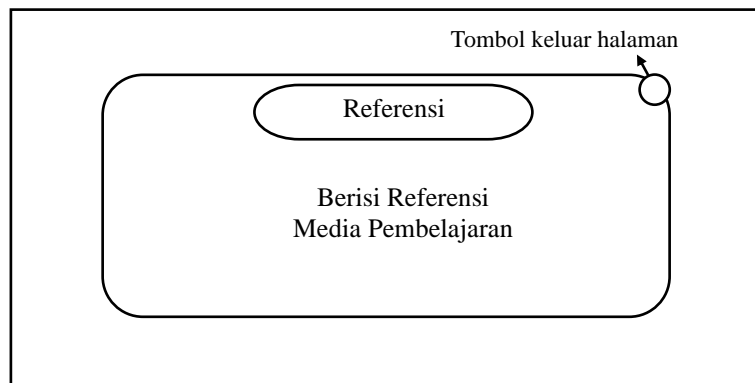 Tombol keluar halaman
Referensi
Berisi Referensi
Media Pembelajaran